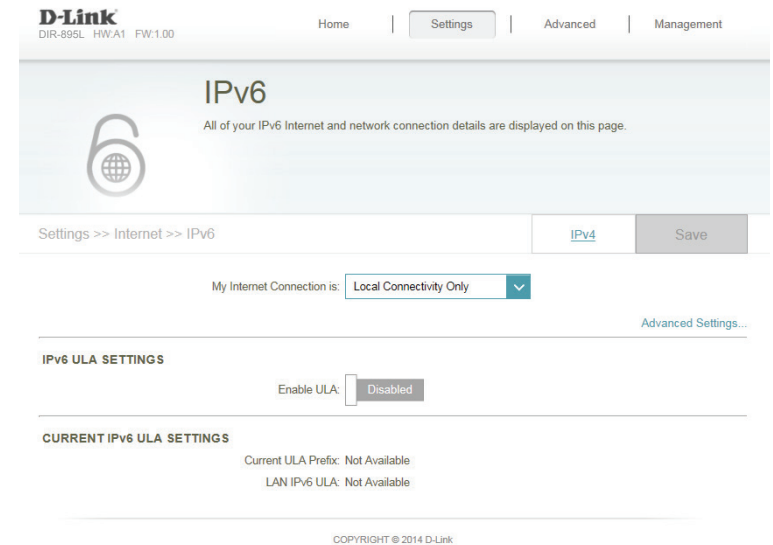 D-Link
DIR-895L HW:A1 FW:1.00
Home | Settings | Advanced | Management
IPv6
All of your IPv6 Internet and network connection details are displayed on this page.
Settings >> Internet >> IPv6 IPv4 Save
My Internet Connection is: Local Connectivity Only
Advanced Settings...
IPv6 ULA SETTINGS
Enable ULA: Disabled
CURRENT IPv6 ULA SETTINGS
Current ULA Prefix: Not Available
LAN IPv6 ULA: Not Available
COPYRIGHT © 2014 D-Link